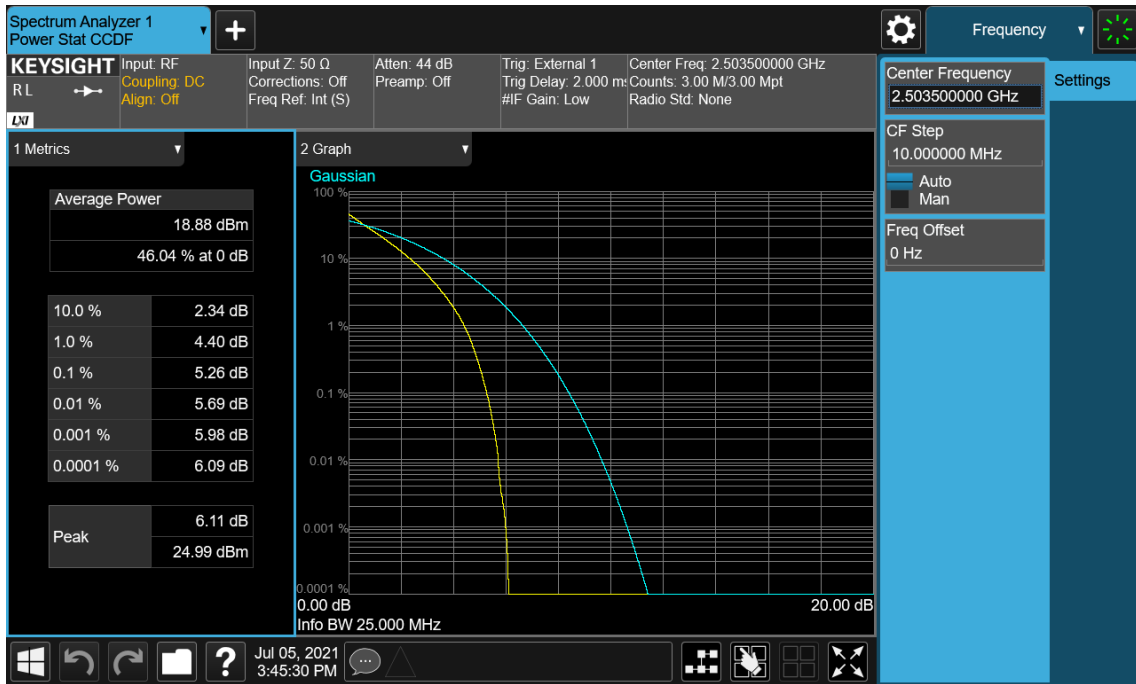 Spectrum Analyzer 1
Power Stat CCDF
Frequency
KEYSIGHT
R L
LXI
Input: RF
Coupling: DC
Align: Off
Input Z: 50 Ω
Corrections: Off
Freq Ref: Int (S)
Atten: 44 dB
Preamp: Off
Trig: External 1
Trig Delay: 2.000 ms
#IF Gain: Low
Center Freq: 2.503500000 GHz
Counts: 3.00 M/3.00 Mpt
Radio Std: None
Center Frequency
2.503500000 GHz
Settings
CF Step
10.000000 MHz
Auto
Man
Freq Offset
0 Hz
1 Metrics
Average Power
18.88 dBm
46.04 % at 0 dB
10.0 % 2.34 dB
1.0 % 4.40 dB
0.1 % 5.26 dB
0.01 % 5.69 dB
0.001 % 5.98 dB
0.0001 % 6.09 dB
Peak
6.11 dB
24.99 dBm
2 Graph
Gaussian
100 %
10 %
1 %
0.1 %
0.01 %
0.001 %
0.0001 %
0.00 dB 20.00 dB
Info BW 25.000 MHz
?
Jul 05, 2021
3:45:30 PM